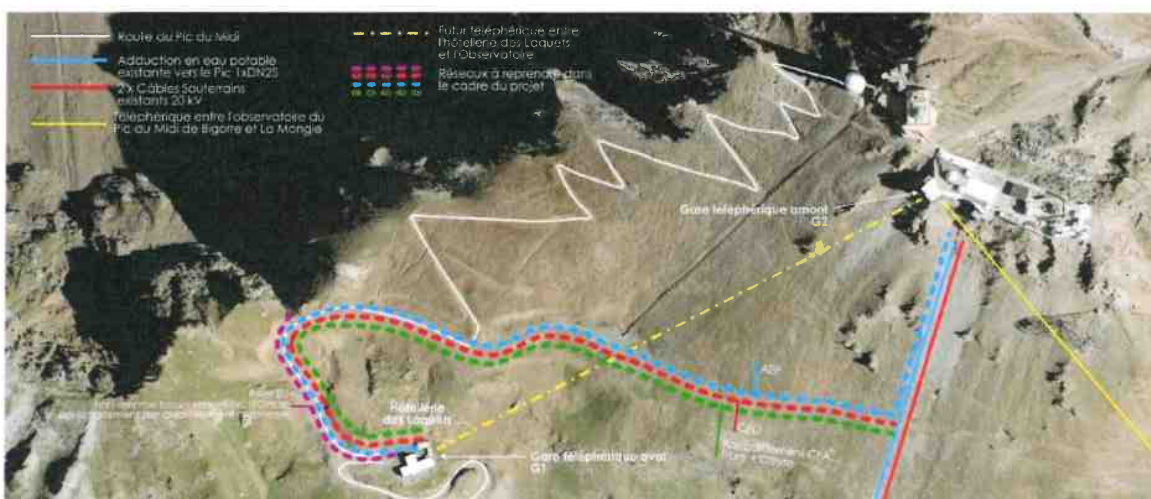 Route du Pic du Midi
Adduction en eau potable
existante vers le Pic 1xDN25
2x Câbles Souterrains
existants 20 kV
Téléphérique entre l'observatoire du
Pic du Midi de Bigorre et La Mongie
Futur téléphérique entre
l'hôtellerie des Laquets
et l'Observatoire
Réseaux à reprendre dans
le cadre du projet
Gare téléphérique amont
G2
AEP
Raccordement
Hôtellerie
des Laquets
Gare téléphérique aval
G1